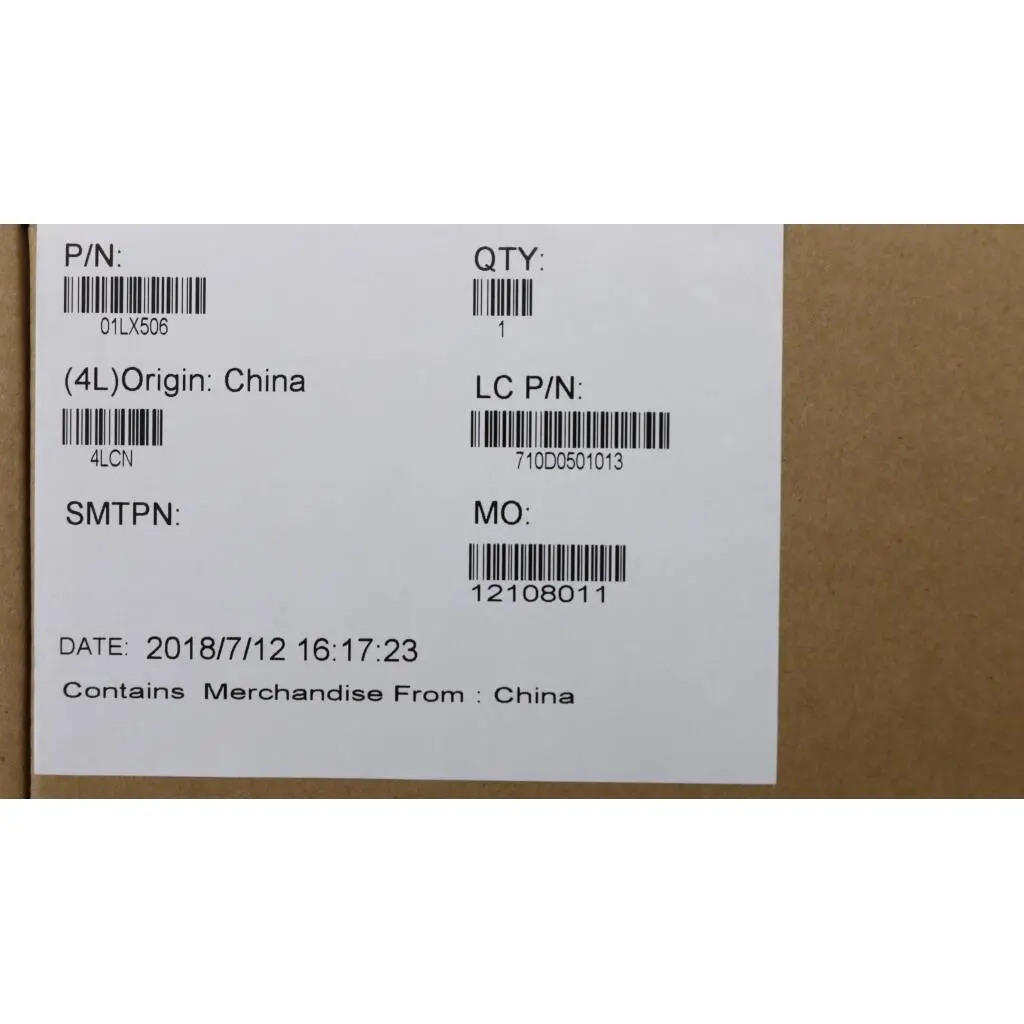 P/N:
01LX506
QTY:
1
(4L)Origin: China
4LCN
LC P/N:
710D0501013
SMTPN:
MO:
12108011
DATE: 2018/7/12 16:17:23
Contains Merchandise From : China